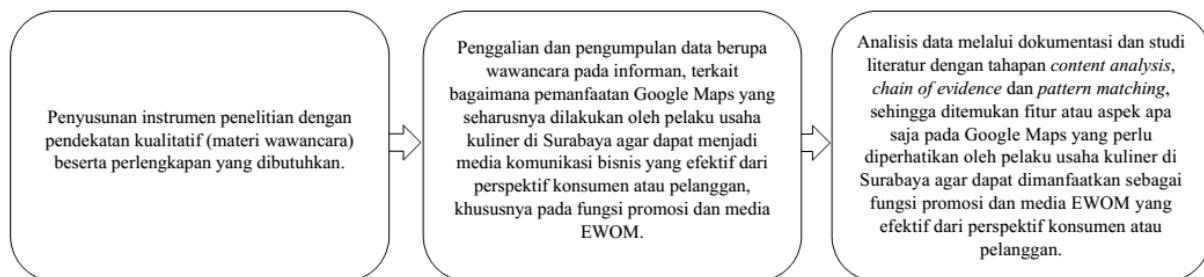 Penyusunan instrumen penelitian dengan
pendekatan kualitatif (materi wawancara)
beserta perlengkapan yang dibutuhkan.
Penggalian dan pengumpulan data berupa
wawancara pada informan, terkait
bagaimana pemanfaatan Google Maps yang
seharusnya dilakukan oleh pelaku usaha
kuliner di Surabaya agar dapat menjadi
media komunikasi bisnis yang efektif dari
perspektif konsumen atau pelanggan,
khususnya pada fungsi promosi dan media
EWOM.
Analisis data melalui dokumentasi dan studi
literatur dengan tahapan content analysis,
chain of evidence dan pattern matching,
sehingga ditemukan fitur atau aspek apa
saja pada Google Maps yang perlu
diperhatikan oleh pelaku usaha kuliner di
Surabaya agar dapat dimanfaatkan sebagai
fungsi promosi dan media EWOM yang
efektif dari perspektif konsumen atau
pelanggan.